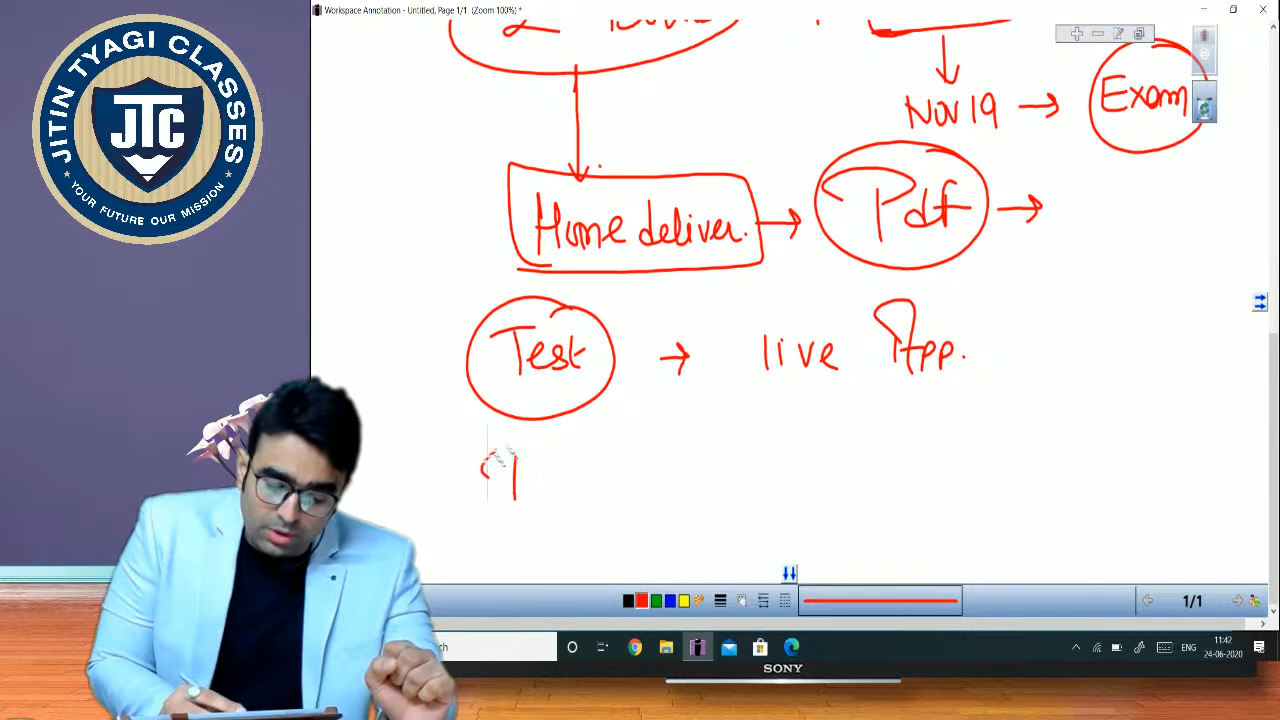 Workspace Annotation - Untitled, Page 1/1 (Zoom 100%) *
JITIN TYAGI CLASSES
JTC
YOUR FUTURE OUR MISSION
Nov 19 → Exam
Home deliver. → Pdf →
Test → live App.
1/1
ch
ENG
11:42
24-06-2020
SONY